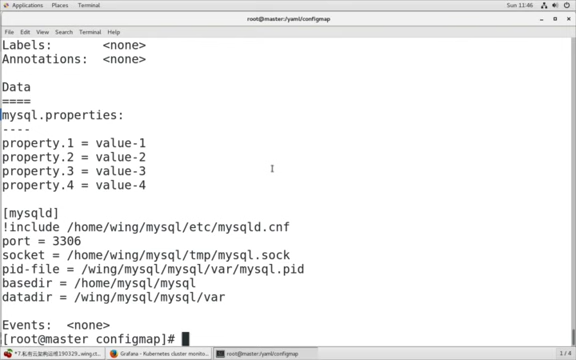 Applications Places Terminal
Sun 11:46
root@master:/yaml/configmap
File Edit View Search Terminal Help
Labels: <none>
Annotations: <none>
Data
====
mysql.properties:
----
property.1 = value-1
property.2 = value-2
property.3 = value-3
property.4 = value-4
[mysqld]
!include /home/wing/mysql/etc/mysqld.cnf
port = 3306
socket = /home/wing/mysql/tmp/mysql.sock
pid-file = /wing/mysql/mysql/var/mysql.pid
basedir = /home/mysql/mysql
datadir = /wing/mysql/mysql/var
Events: <none>
[root@master configmap]#
Grafana - Kubernetes cluster monito...
root@master:/yaml/configmap
1 / 4